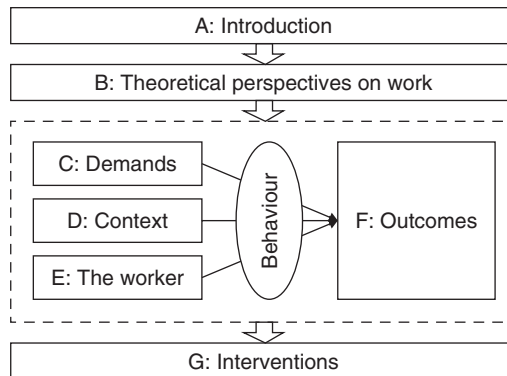 A: Introduction
B: Theoretical perspectives on work
C: Demands
D: Context
E: The worker
Behaviour
F: Outcomes
G: Interventions